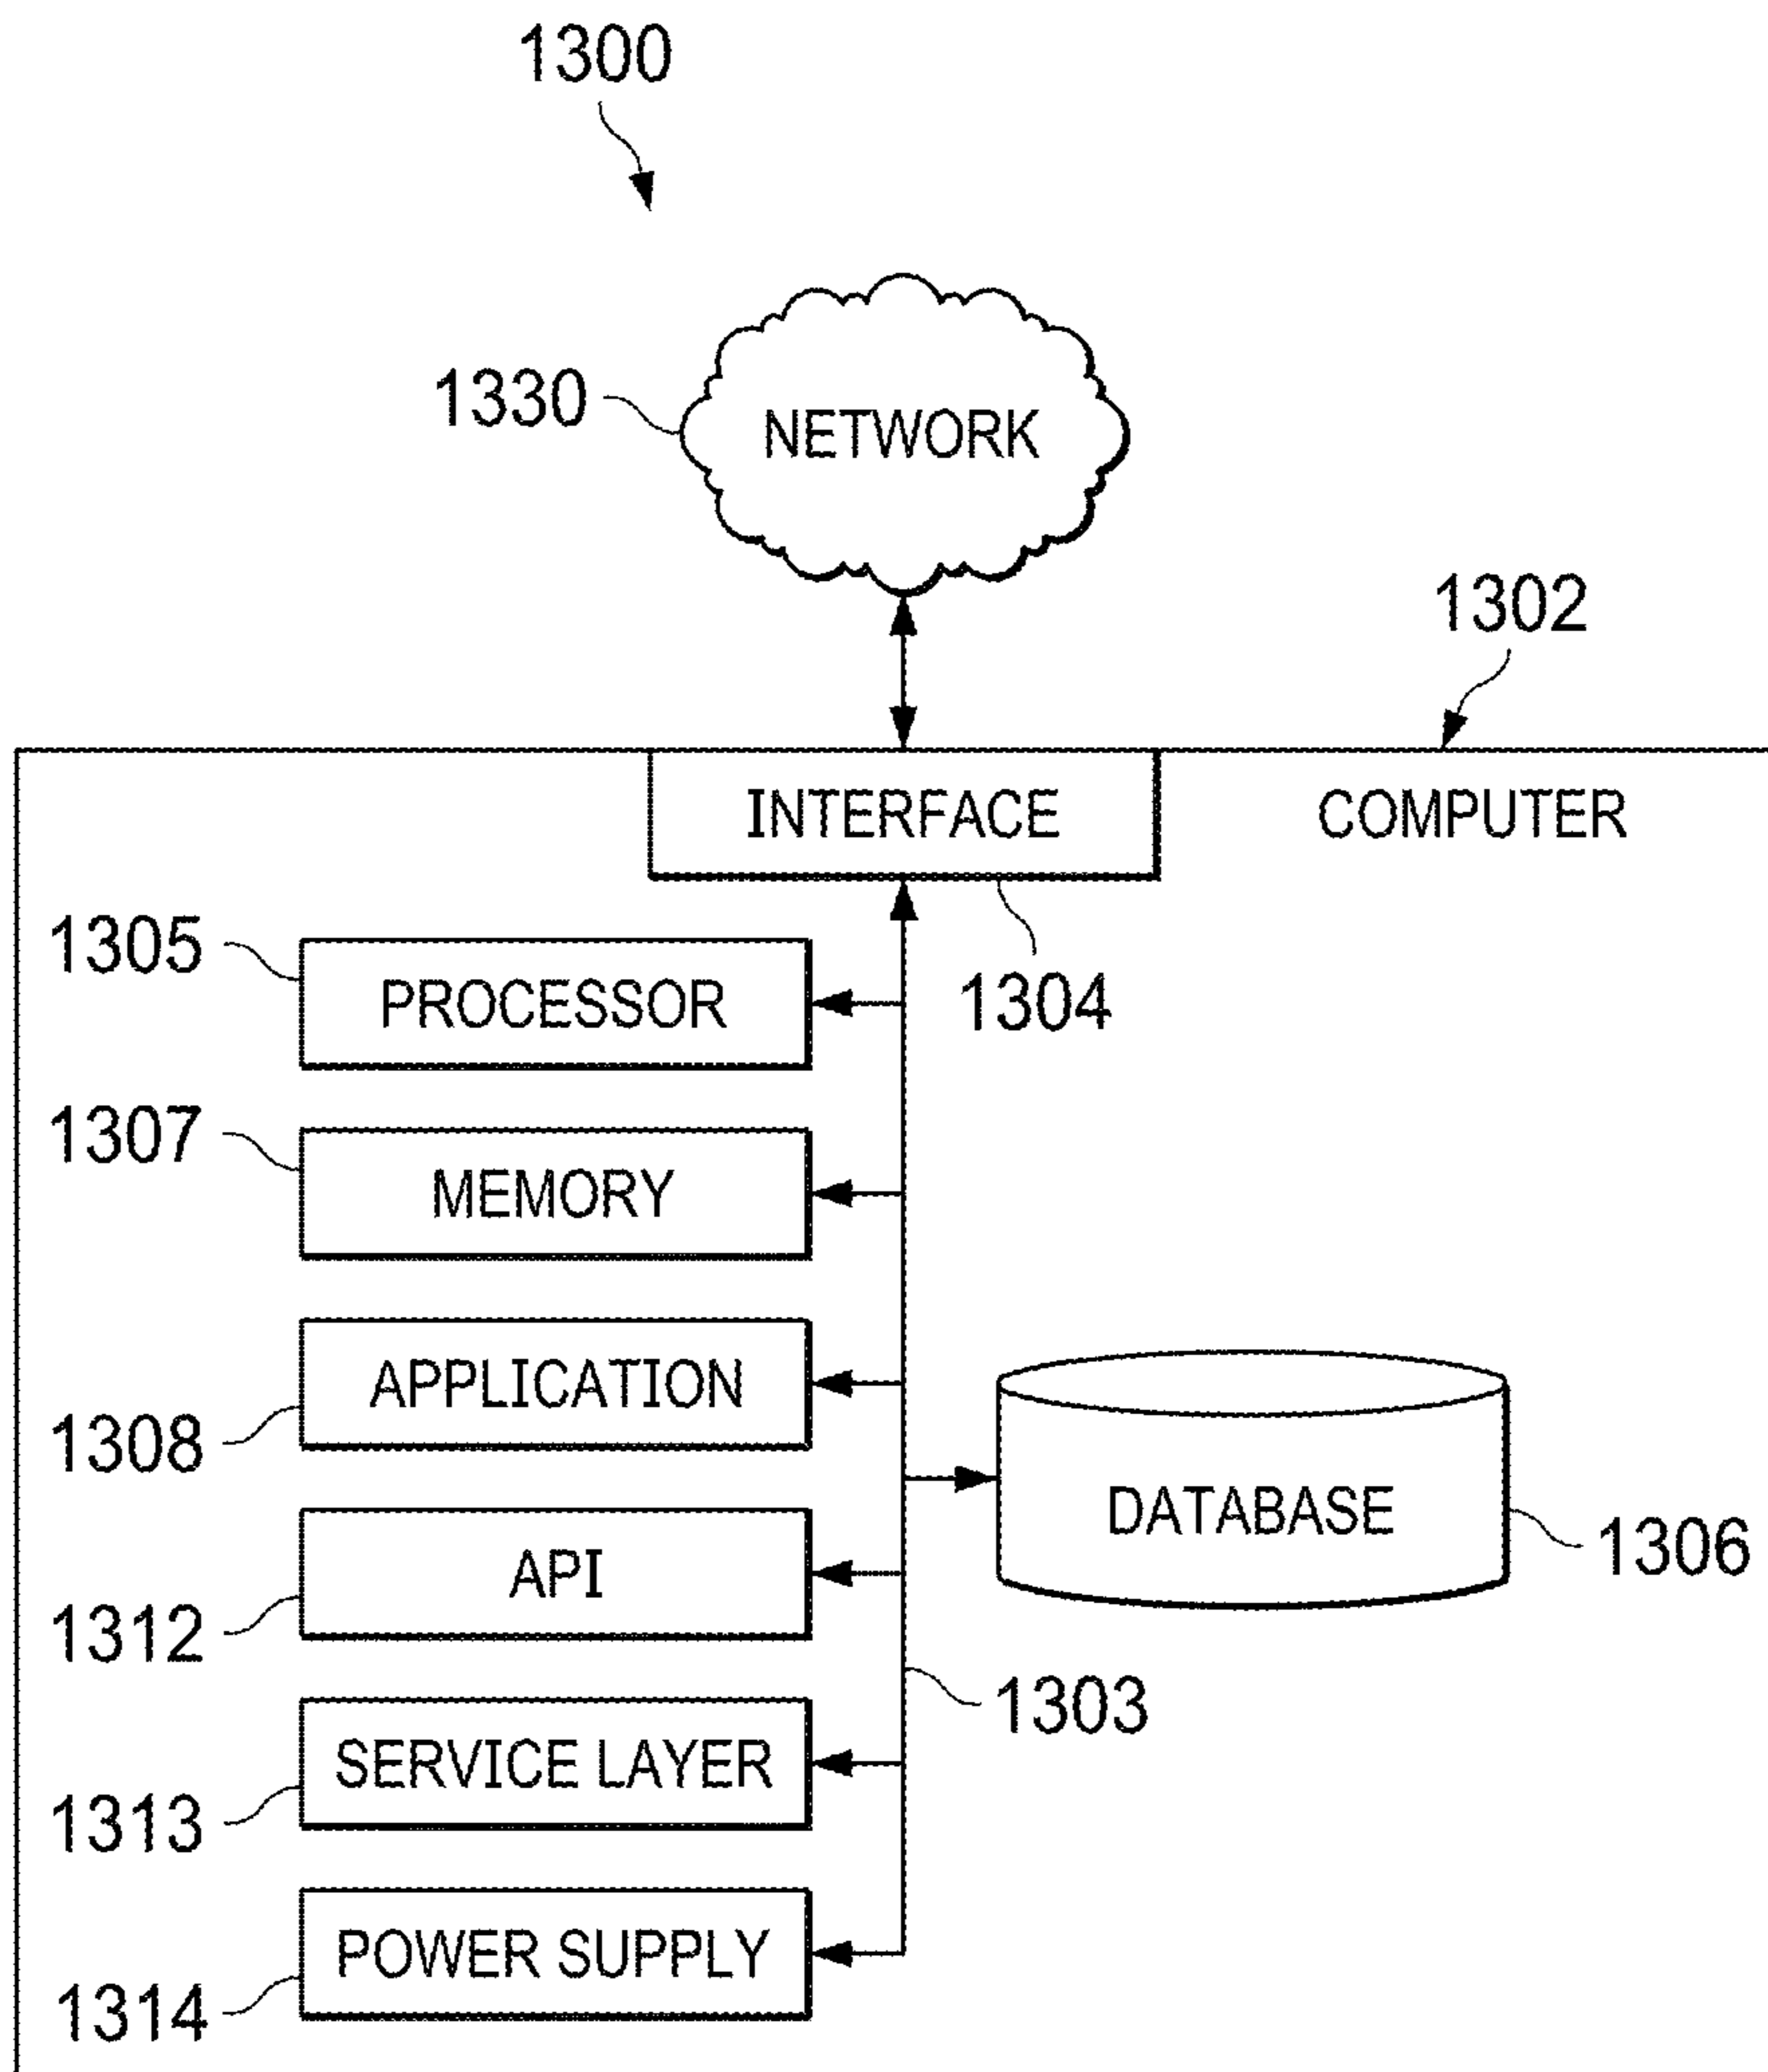 1300
1330
NETWORK
1302
INTERFACE
COMPUTER
1305
PROCESSOR
1304
1307
MEMORY
APPLICATION
1308
DATABASE
1306
API
1312
1303
SERVICE LAYER
1313
POWER SUPPLY
1314